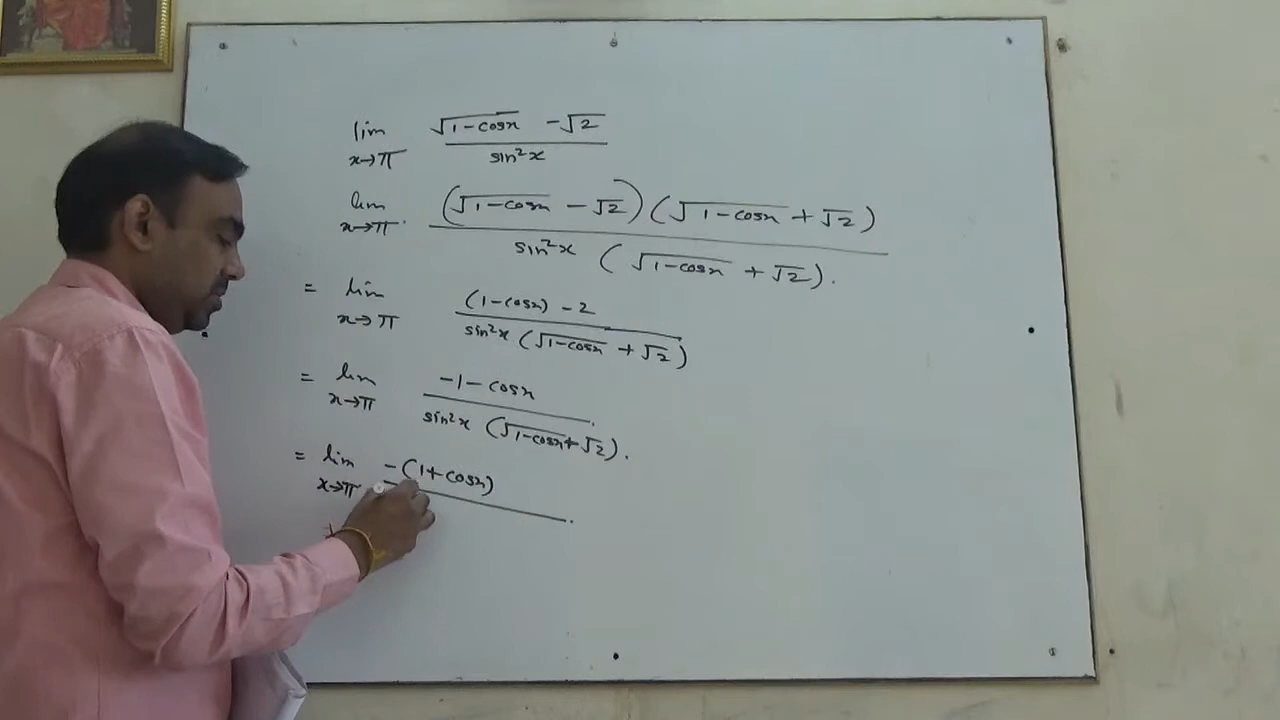 lim √1-cosx - √2
x→π sin²x
lim (√1-cosx - √2) (√1-cosx + √2)
x→π. sin²x (√1-cosx + √2).
= lim (1-cosx) - 2
x→π sin²x (√1-cosx + √2)
= lim -1 - cosx
x→π sin²x (√1-cosx + √2).
= lim -(1+cosx)
x→π